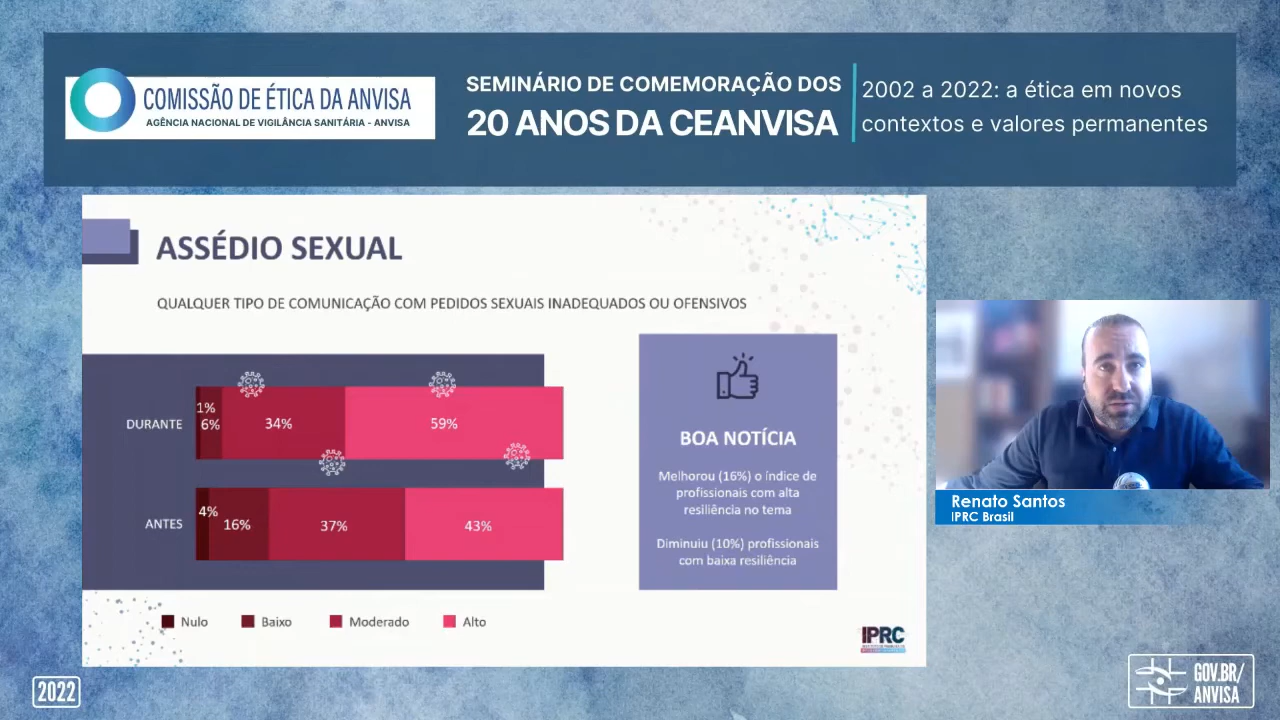 COMISSÃO DE ÉTICA DA ANVISA
AGÊNCIA NACIONAL DE VIGILÂNCIA SANITÁRIA - ANVISA
SEMINÁRIO DE COMEMORAÇÃO DOS
20 ANOS DA CEANVISA
2002 a 2022: a ética em novos
contextos e valores permanentes
ASSÉDIO SEXUAL
QUALQUER TIPO DE COMUNICAÇÃO COM PEDIDOS SEXUAIS INADEQUADOS OU OFENSIVOS
DURANTE
1%
6%
34%
59%
ANTES
4%
16%
37%
43%
Nulo
Baixo
Moderado
Alto
BOA NOTÍCIA
Melhorou (16%) o índice de
profissionais com alta
resiliência no tema
Diminuiu (10%) profissionais
com baixa resiliência
IPRC
Renato Santos
IPRC Brasil
2022
GOV.BR/
ANVISA